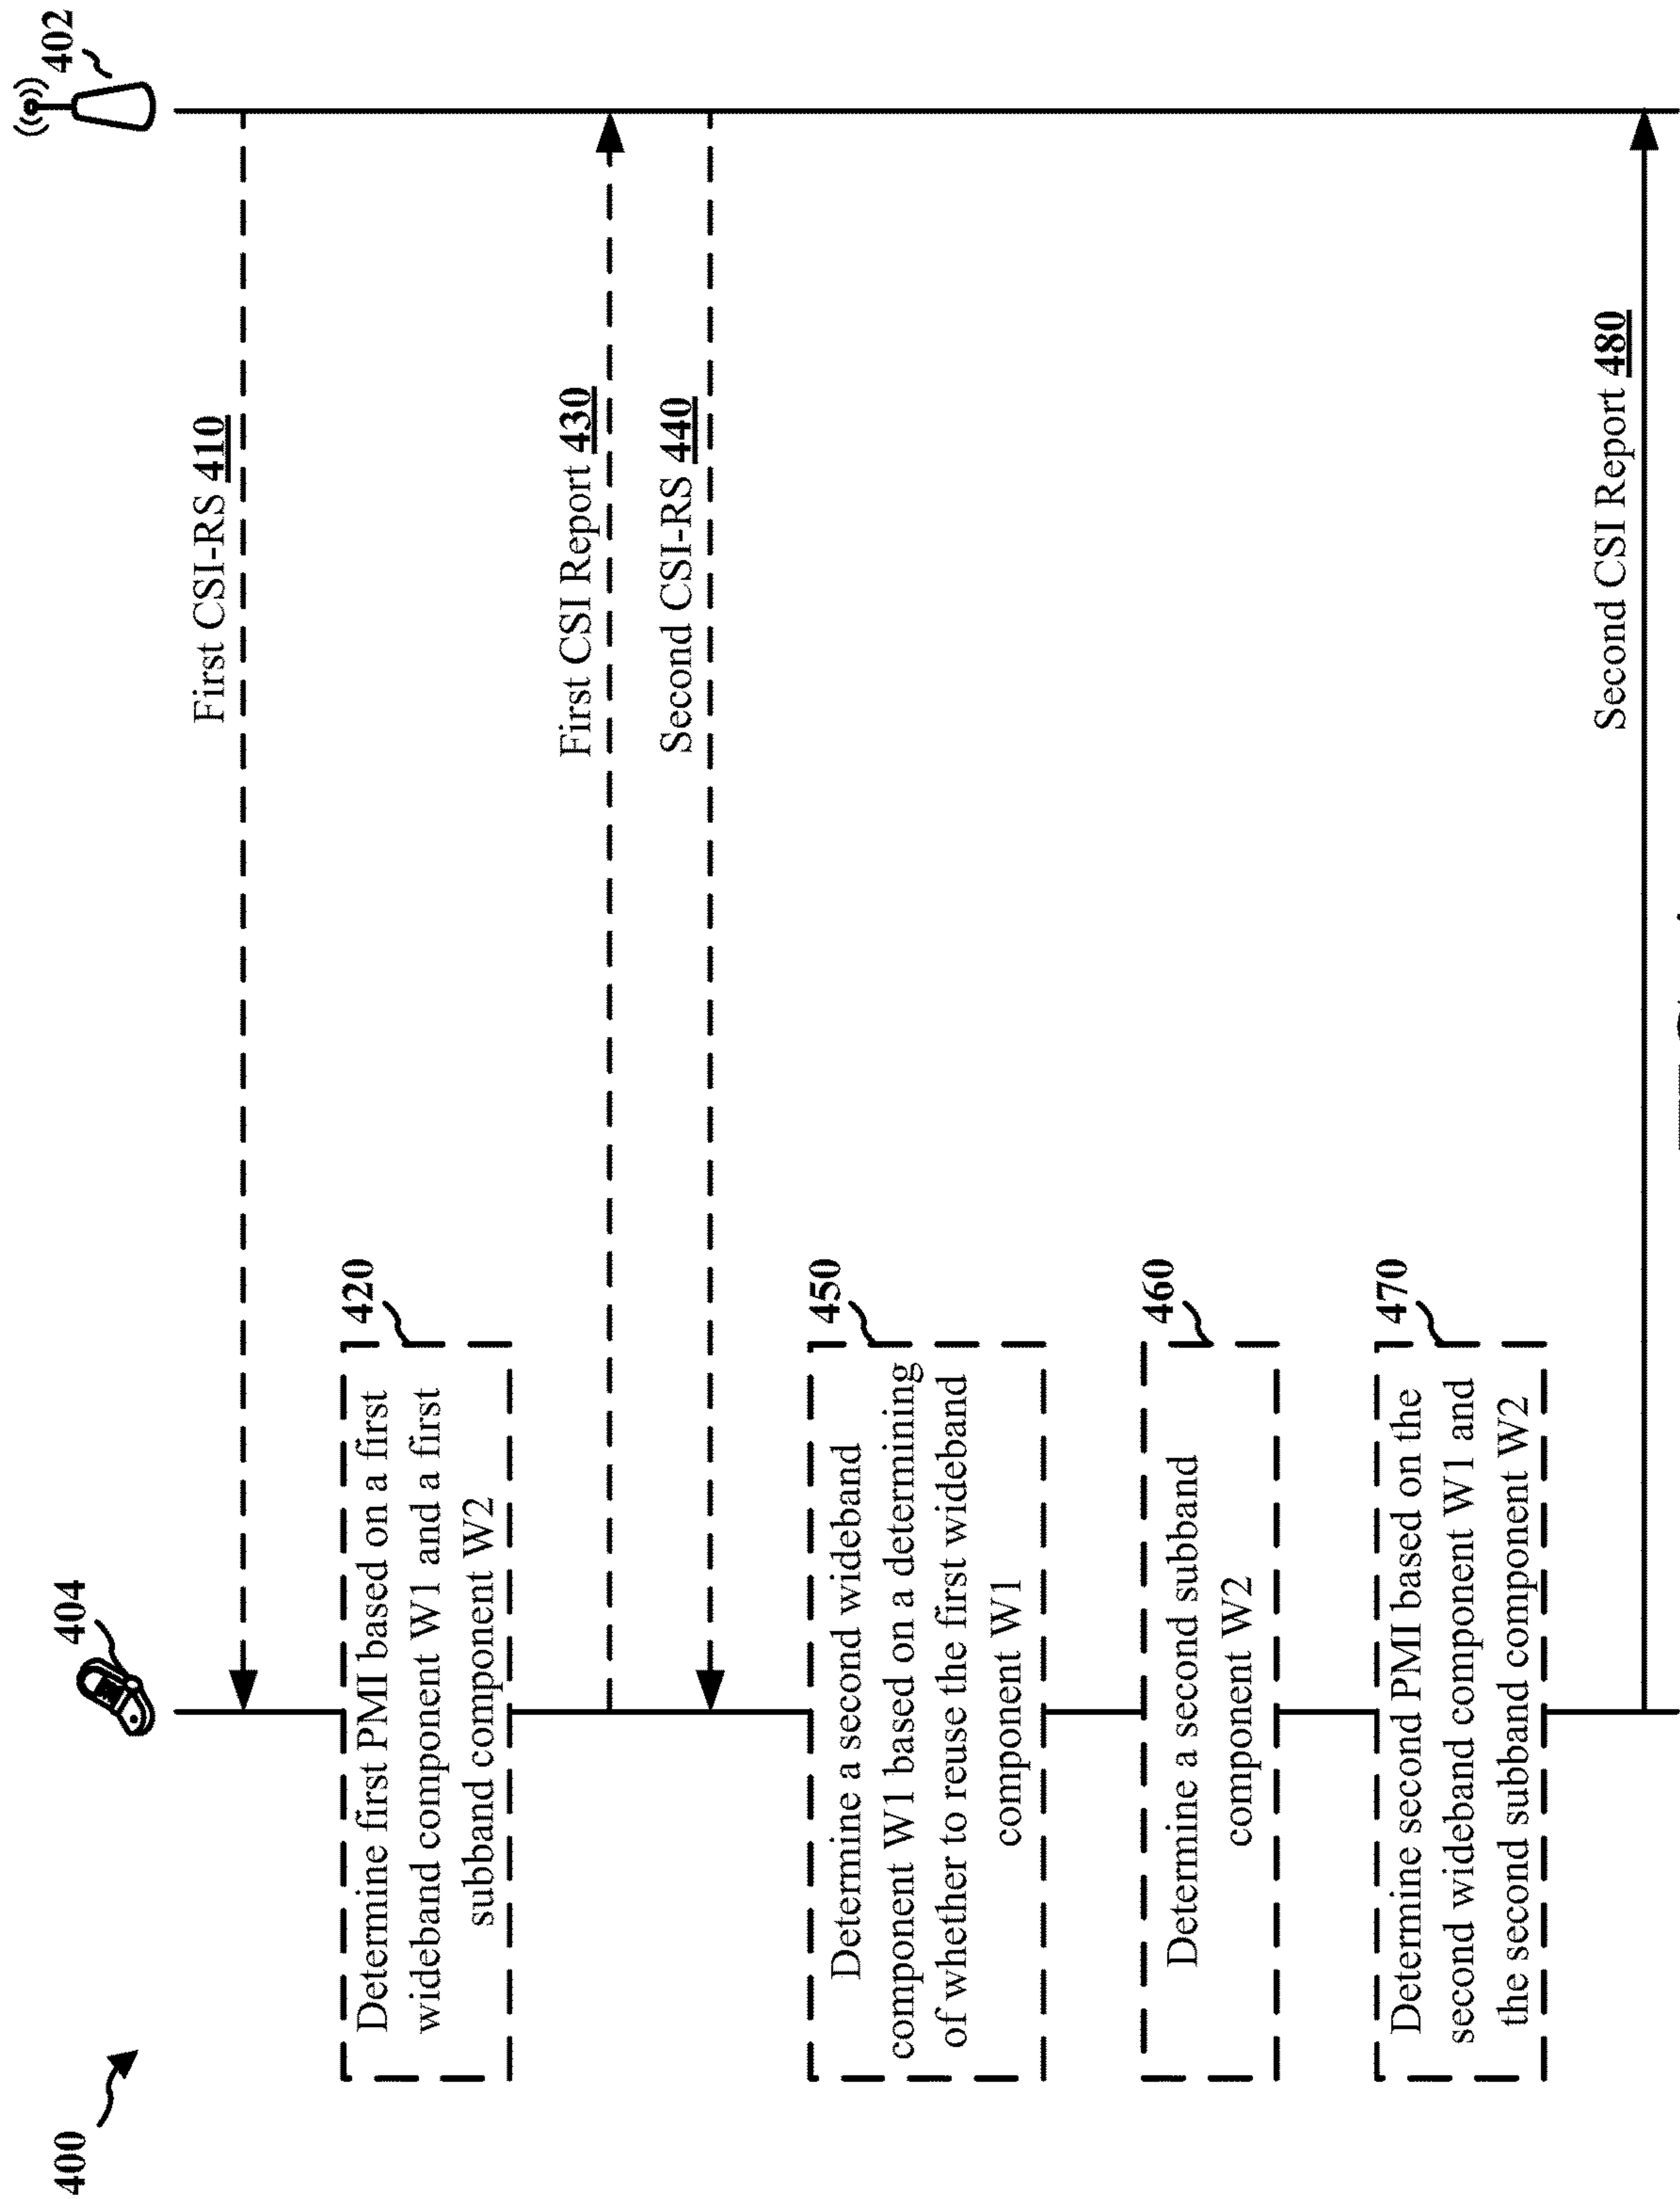 400
404
402
First CSI-RS 410
420
Determine first PMI based on a first
wideband component W1 and a first
subband component W2
First CSI Report 430
Second CSI-RS 440
450
Determine a second wideband
component W1 based on a determining
of whether to reuse the first wideband
component W1
460
Determine a second subband
component W2
470
Determine second PMI based on the
second wideband component W1 and
the second subband component W2
Second CSI Report 480